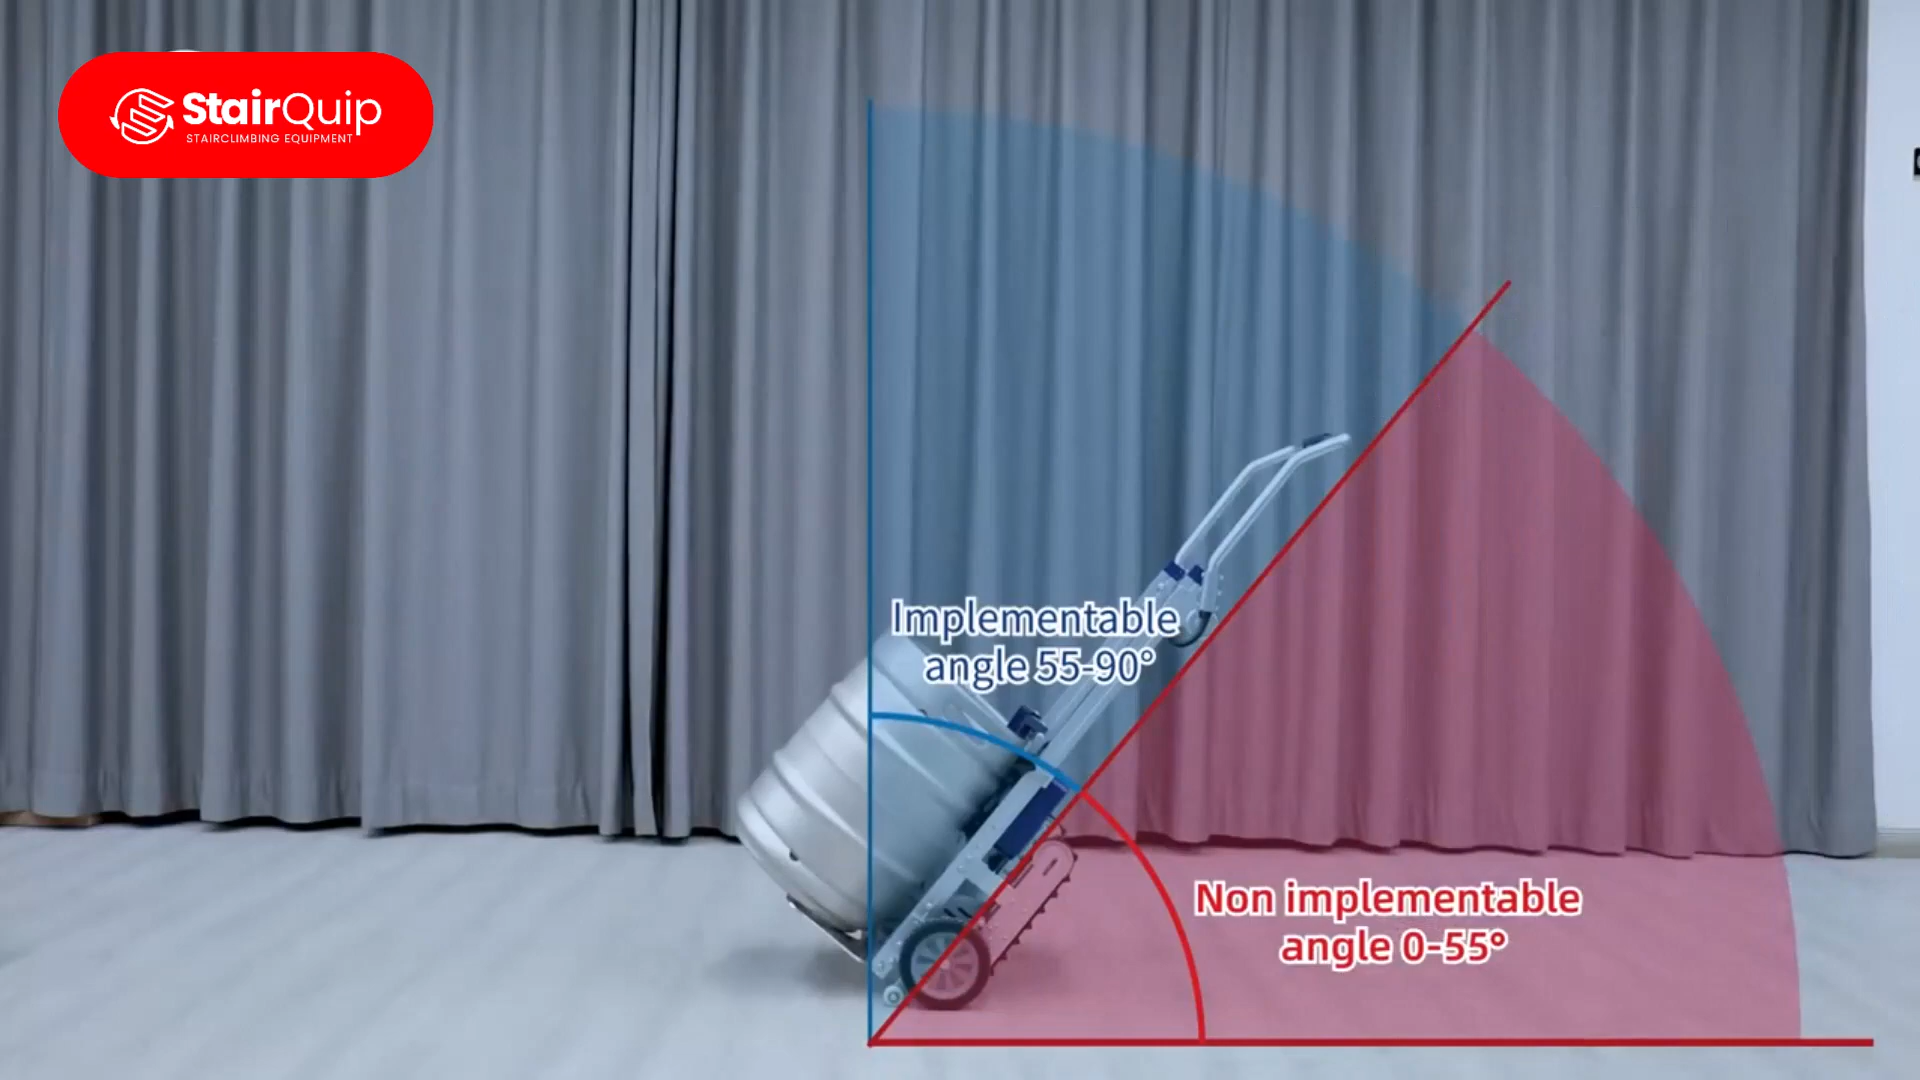 StairQuip
STAIRCLIMBING EQUIPMENT
Implementable
angle 55-90°
Non implementable
angle 0-55°